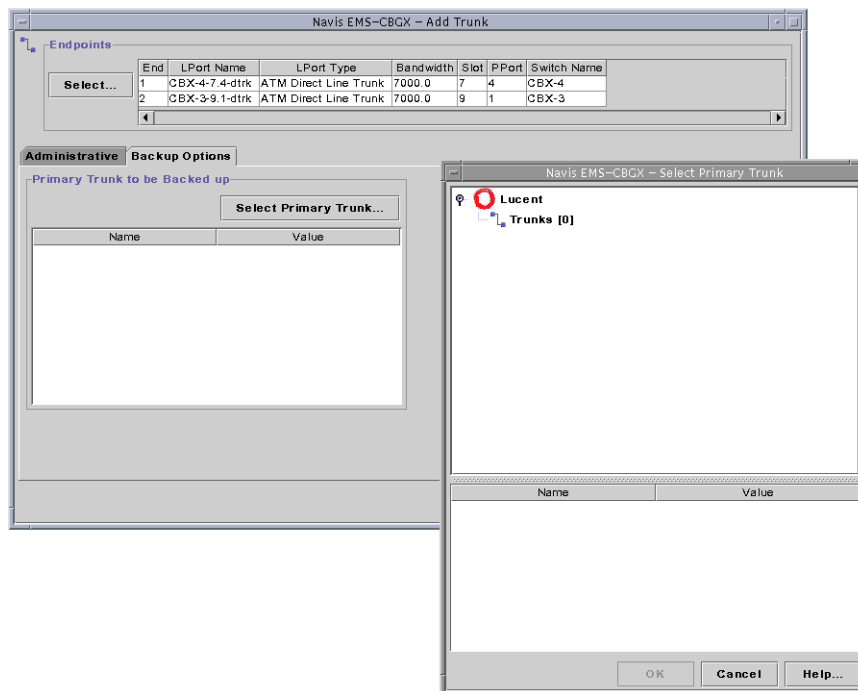 Navis EMS-CBGX - Add Trunk
Endpoints
Select...
End LPort Name LPort Type Bandwidth Slot PPort Switch Name
1 CBX-4-7.4-dtrk ATM Direct Line Trunk 7000.0 7 4 CBX-4
2 CBX-3-9.1-dtrk ATM Direct Line Trunk 7000.0 9 1 CBX-3
Administrative Backup Options
Primary Trunk to be Backed up
Select Primary Trunk...
Name Value
Navis EMS-CBGX - Select Primary Trunk
Lucent
Trunks [0]
Name Value
OK Cancel Help...